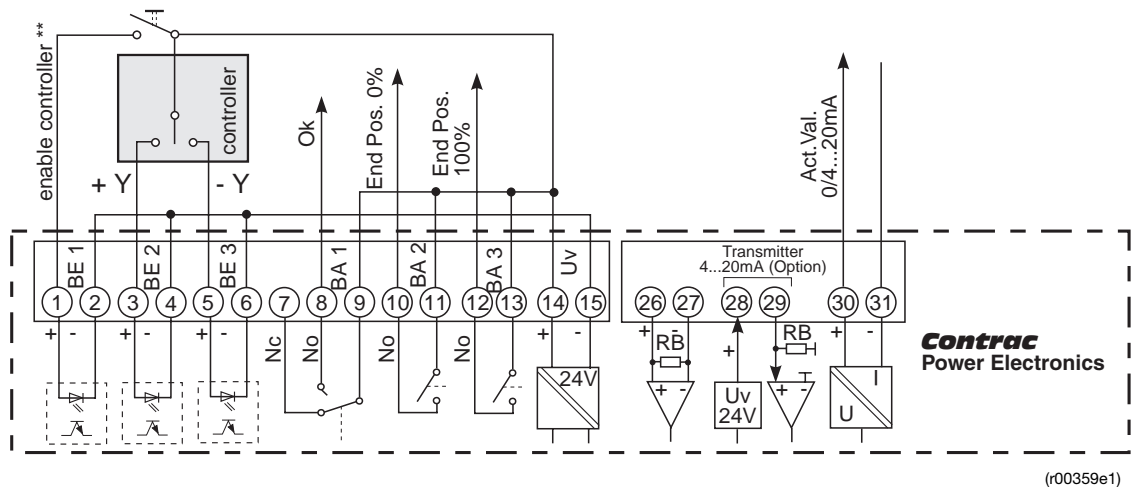 enable controller **
controller
+ Y
- Y
Ok
End Pos. 0%
End Pos.
100%
Act.Val.
0/4...20mA
BE 1
BE 2
BE 3
BA 1
BA 2
BA 3
Uv
Transmitter
4...20mA (Option)
1 2 3 4 5 6 7 8 9 10 11 12 13 14 15
26 27 28 29 30 31
+ - + - + - Nc No No No + -
+ - + + -
RB
RB
24V
+ -
Uv
24V
+ -
I
U
Contrac
Power Electronics
(r00359e1)